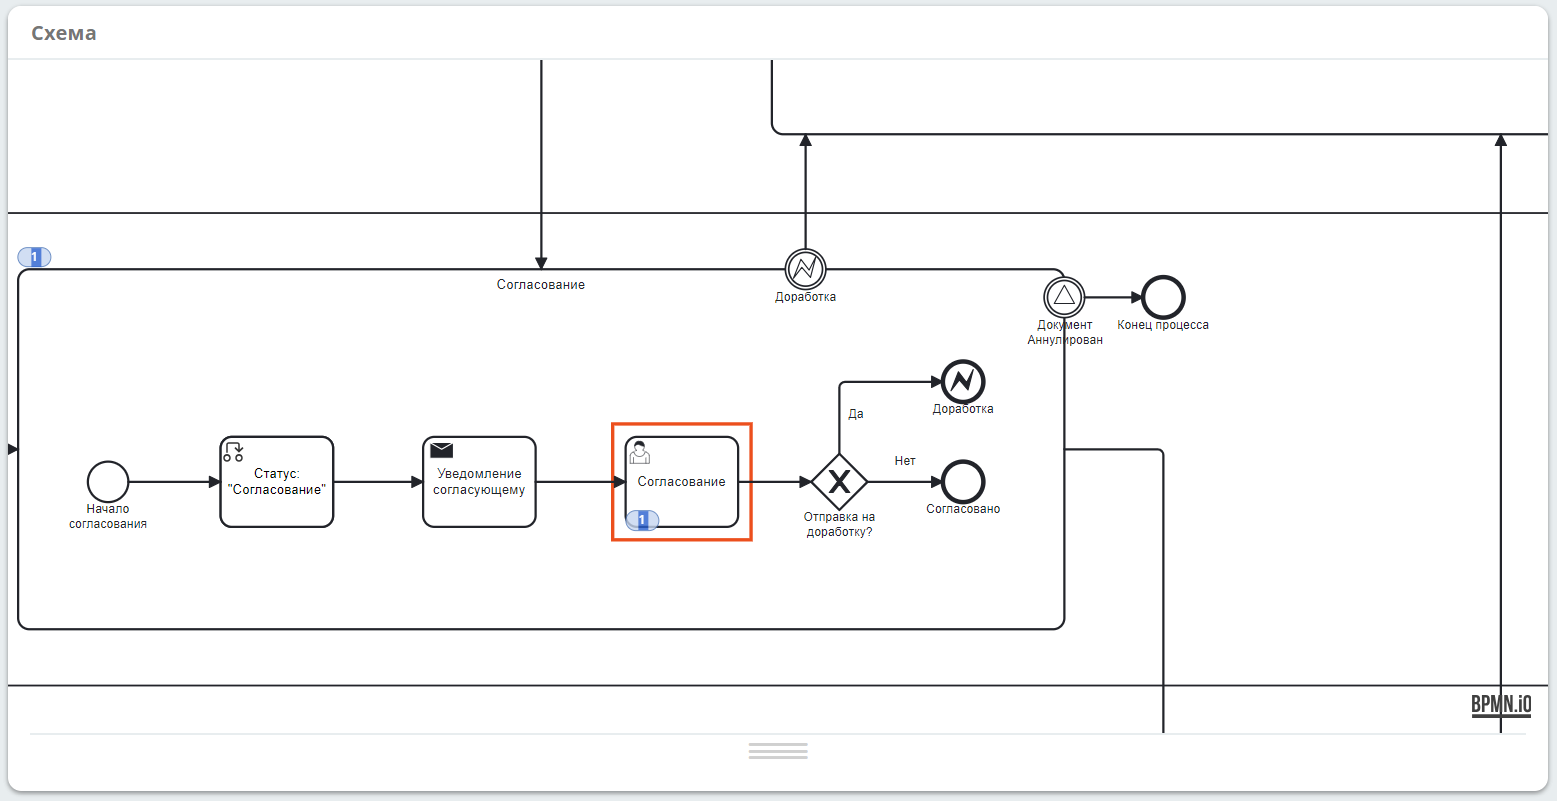 Схема
1
Согласование
Доработка
Документ
Аннулирован
Конец процесса
Доработка
Да
Начало
согласования
Статус:
"Согласование"
Уведомление
согласующему
Согласование
1
Отправка на
доработку?
Нет
Согласовано
BPMN.iO